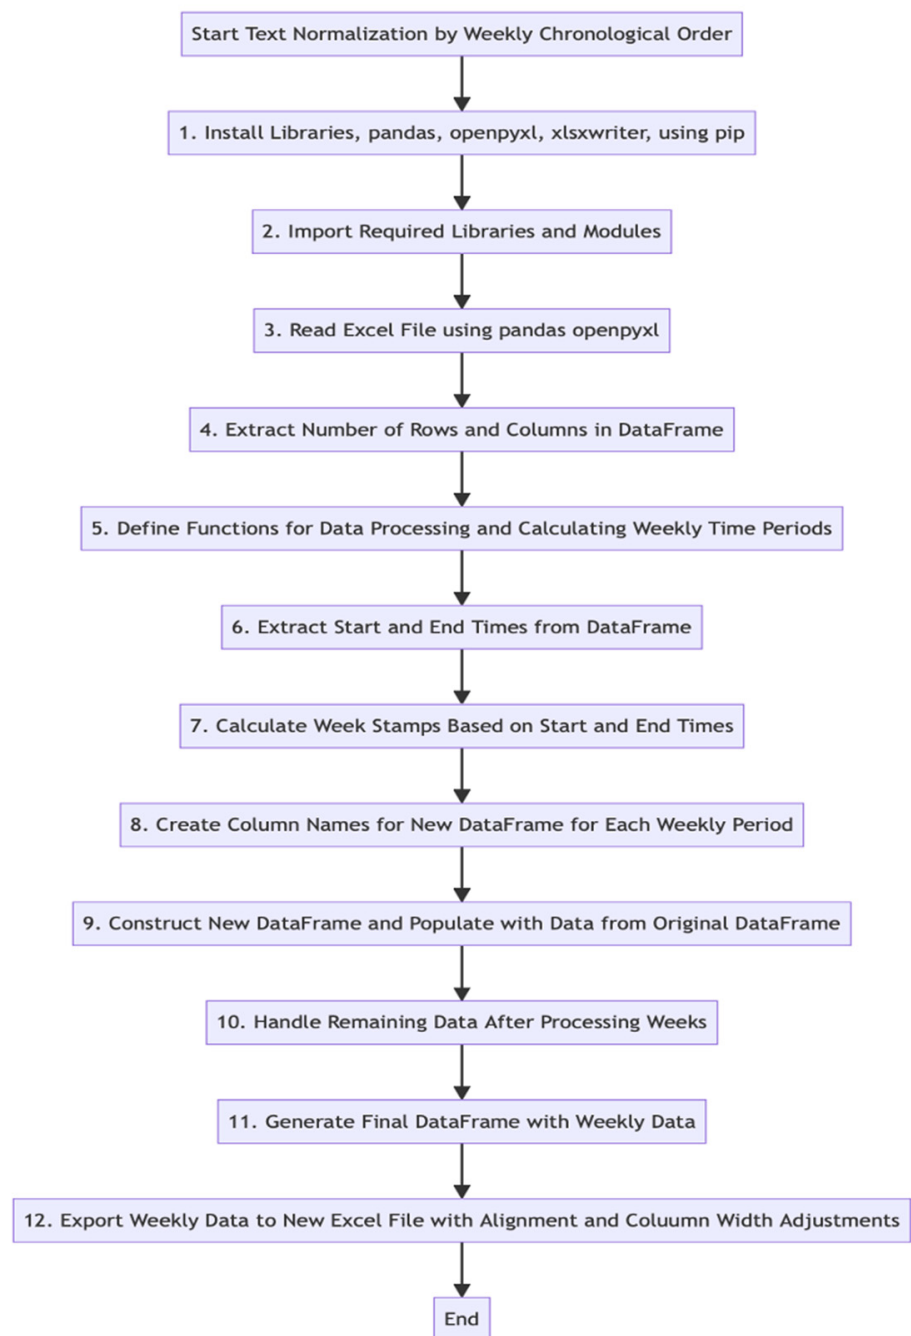 Start Text Normalization by Weekly Chronological Order
1. Install Libraries, pandas, openpyxl, xlsxwriter, using pip
2. Import Required Libraries and Modules
3. Read Excel File using pandas openpyxl
4. Extract Number of Rows and Columns in DataFrame
5. Define Functions for Data Processing and Calculating Weekly Time Periods
6. Extract Start and End Times from DataFrame
7. Calculate Week Stamps Based on Start and End Times
8. Create Column Names for New DataFrame for Each Weekly Period
9. Construct New DataFrame and Populate with Data from Original DataFrame
10. Handle Remaining Data After Processing Weeks
11. Generate Final DataFrame with Weekly Data
12. Export Weekly Data to New Excel File with Alignment and Coluumn Width Adjustments
End